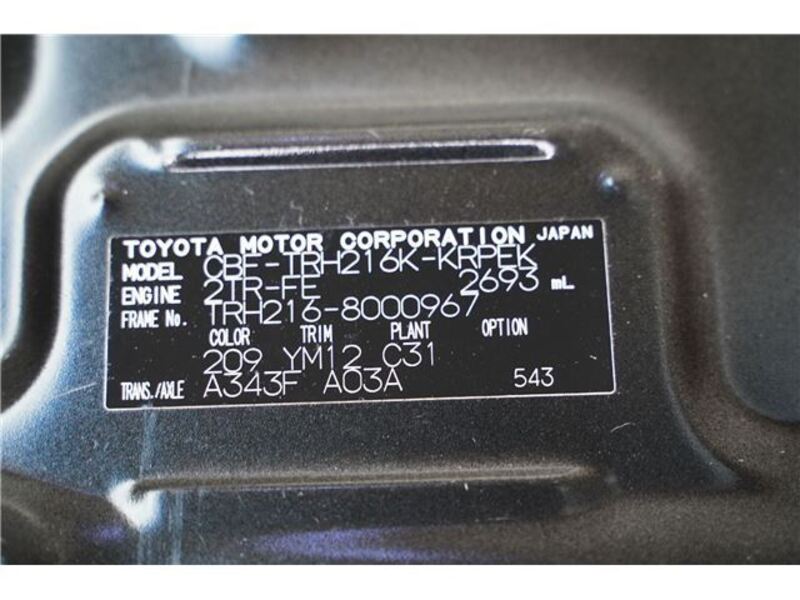 TOYOTA MOTOR CORPORATION JAPAN
MODEL CBF-TRH216K-KRPEK
ENGINE 2TR-FE 2693 mL
FRAME No. TRH216-8000967
COLOR TRIM PLANT OPTION
209 YM12 C31
TRANS./AXLE A343F A03A 543